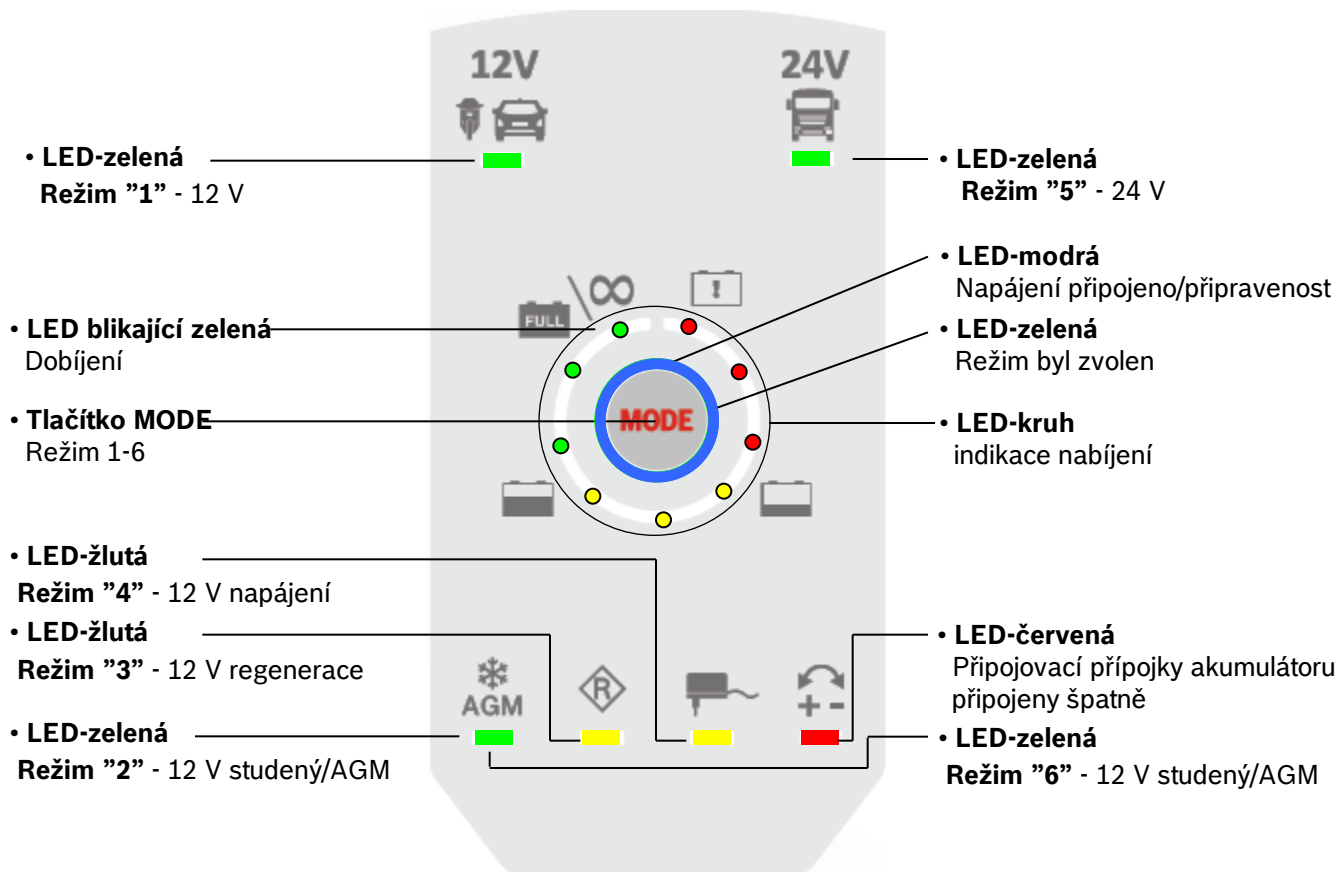 12V
24V
• LED-zelená
Režim ”1” - 12 V
• LED-zelená
Režim ”5” - 24 V
• LED-modrá
Napájení připojeno/připravenost
FULL
!
• LED blikající zelená
Dobíjení
• LED-zelená
Režim byl zvolen
• Tlačítko MODE
Režim 1-6
MODE
• LED-kruh
indikace nabíjení
• LED-žlutá
Režim ”4” - 12 V napájení
• LED-žlutá
Režim ”3” - 12 V regenerace
• LED-zelená
Režim ”2” - 12 V studený/AGM
AGM
R
+ -
• LED-červená
Připojovací přípojky akumulátoru
připojeny špatně
• LED-zelená
Režim ”6” - 12 V studený/AGM